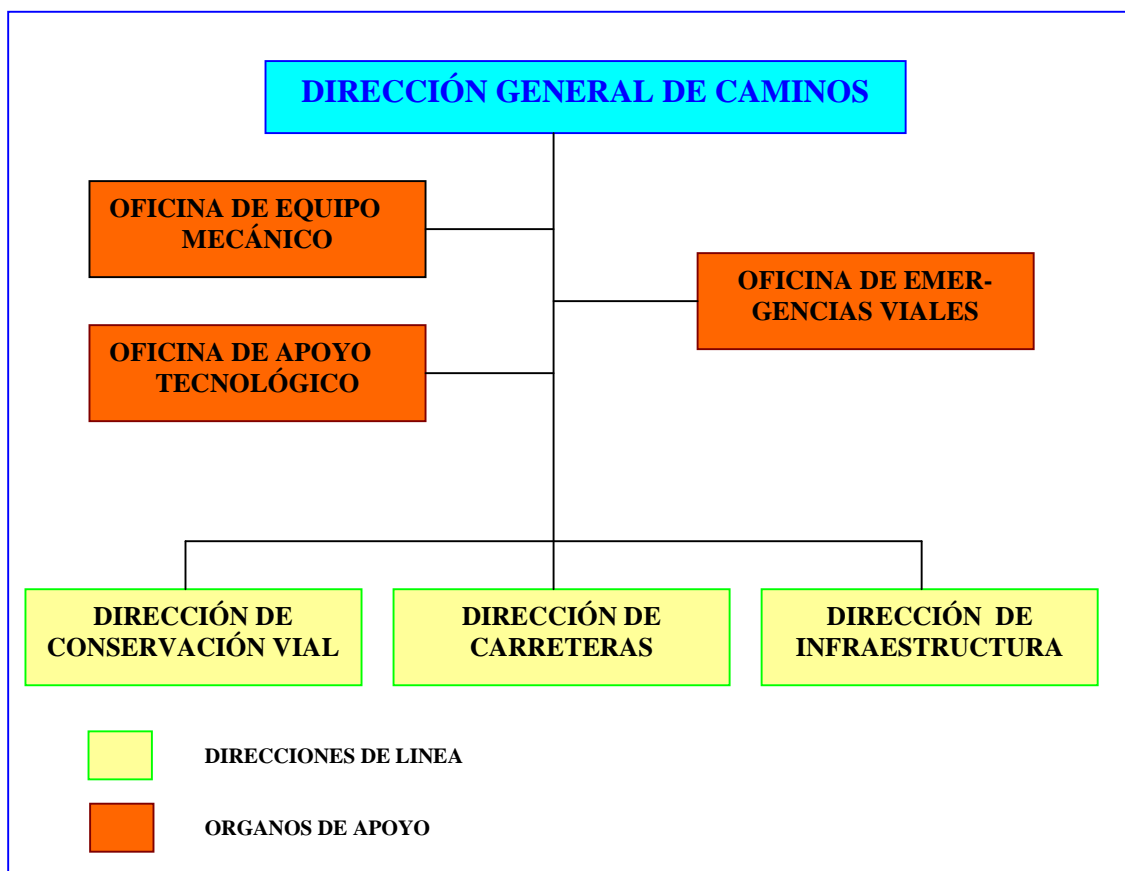 DIRECCIÓN GENERAL DE CAMINOS
OFICINA DE EQUIPO
MECÁNICO
OFICINA DE EMER-
GENCIAS VIALES
OFICINA DE APOYO
TECNOLÓGICO
DIRECCIÓN DE
CONSERVACIÓN VIAL
DIRECCIÓN DE
CARRETERAS
DIRECCIÓN DE
INFRAESTRUCTURA
DIRECCIONES DE LINEA
ORGANOS DE APOYO